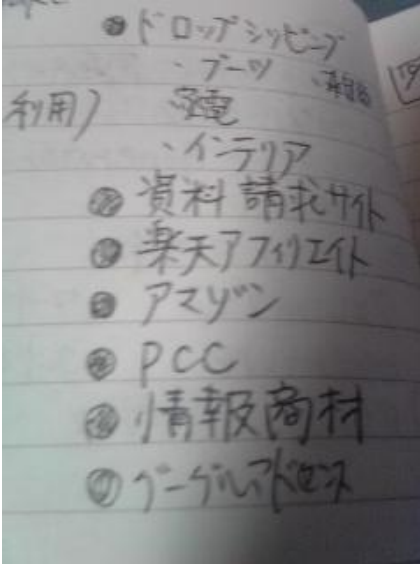 ドロップシッピング
・ブーツ
利用) 家電
・インテリア
資料請求サイト
楽天アフィリエイト
アマゾン
PCC
情報商材
グーグルアドセンス